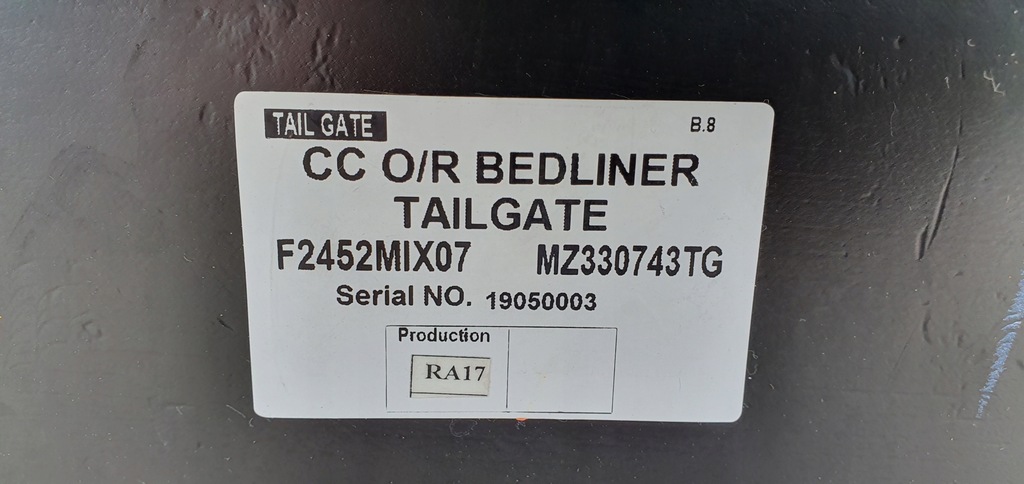 TAIL GATE B.8
CC O/R BEDLINER
TAILGATE
F2452MIX07 MZ330743TG
Serial NO. 19050003
Production
RA17